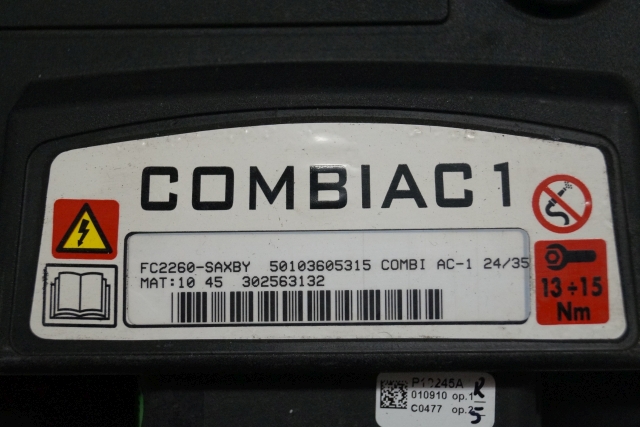 COMBIAC1
FC2260-SAXBY 50103605315 COMBI AC-1 24/35
MAT:10 45 302563132
13÷15
Nm
010910 op.1
C0477 op.2
R
5